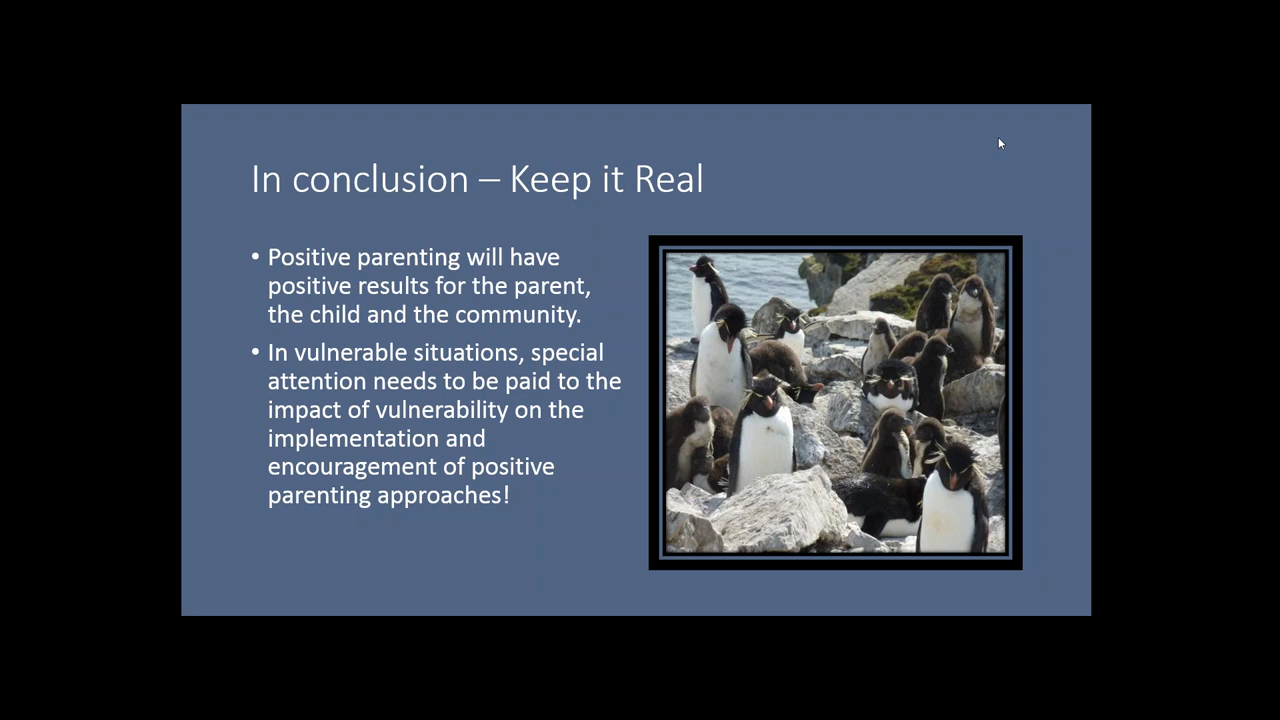 In conclusion – Keep it Real
• Positive parenting will have
positive results for the parent,
the child and the community.
• In vulnerable situations, special
attention needs to be paid to the
impact of vulnerability on the
implementation and
encouragement of positive
parenting approaches!